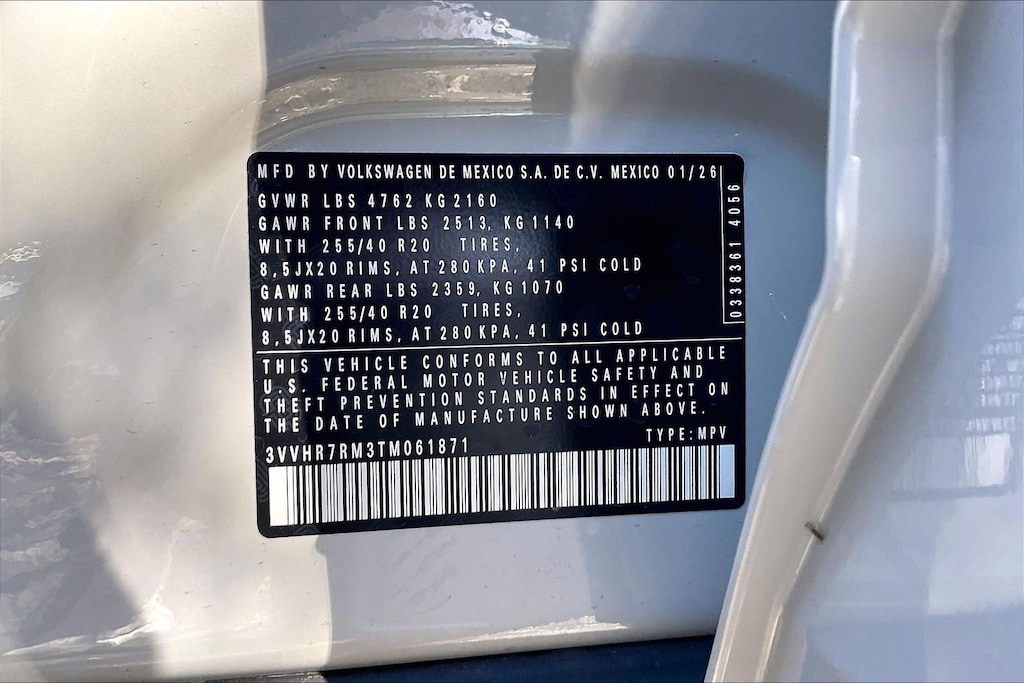 MFD BY VOLKSWAGEN DE MEXICO S.A. DE C.V. MEXICO 01/26
GVWR LBS 4762 KG 2160
GAWR FRONT LBS 2513, KG 1140
WITH 255/40 R20 TIRES,
8,5JX20 RIMS, AT 280 KPA, 41 PSI COLD
GAWR REAR LBS 2359, KG 1070
WITH 255/40 R20 TIRES,
8,5JX20 RIMS, AT 280 KPA, 41 PSI COLD
0338361 4056
THIS VEHICLE CONFORMS TO ALL APPLICABLE
U.S. FEDERAL MOTOR VEHICLE SAFETY AND
THEFT PREVENTION STANDARDS IN EFFECT ON
THE DATE OF MANUFACTURE SHOWN ABOVE.
3VVHR7RM3TM061871 TYPE: MPV